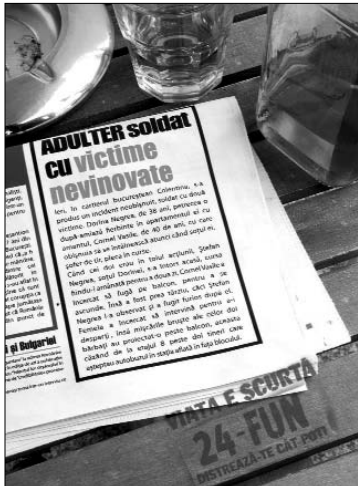 ADULTER soldat
cu victime
nevinovate
Ieri, în cartierul bucureștean Colentina, s-a
produs un incident neobișnuit, soldat cu două
victime. Dorina Negrea, de 38 ani, petrecea o
după-amiază fierbinte în apartamentul ei cu
amantul, Cornel Vasile, de 40 de ani, cu care
obișnuia să se întâlnească atunci când soțul ei,
șofer de tir, pleca în cursă.
Când cei doi erau în toiul acțiunii, Ștefan
Negrea, soțul Dorinei, s-a întors acasă, cursa
fiindu-i amânată pentru a doua zi. Cornel Vasile a
încercat să fugă pe balcon, pentru a se
ascunde. Însă a fost prea târziu, căci Ștefan
Negrea l-a observat și a fugit furios după el.
Femeia a încercat să intervină pentru a-i
despărți, însă mișcările bruște ale celor doi
bărbați au proiectat-o peste balcon, aceasta
căzând de la etajul 8 peste doi tineri care
așteptau autobuzul în stația aflată în fața blocului.
și Bulgariei
VIAȚA E SCURTĂ
24-FUN
DISTREAZĂ-TE CÂT POȚI